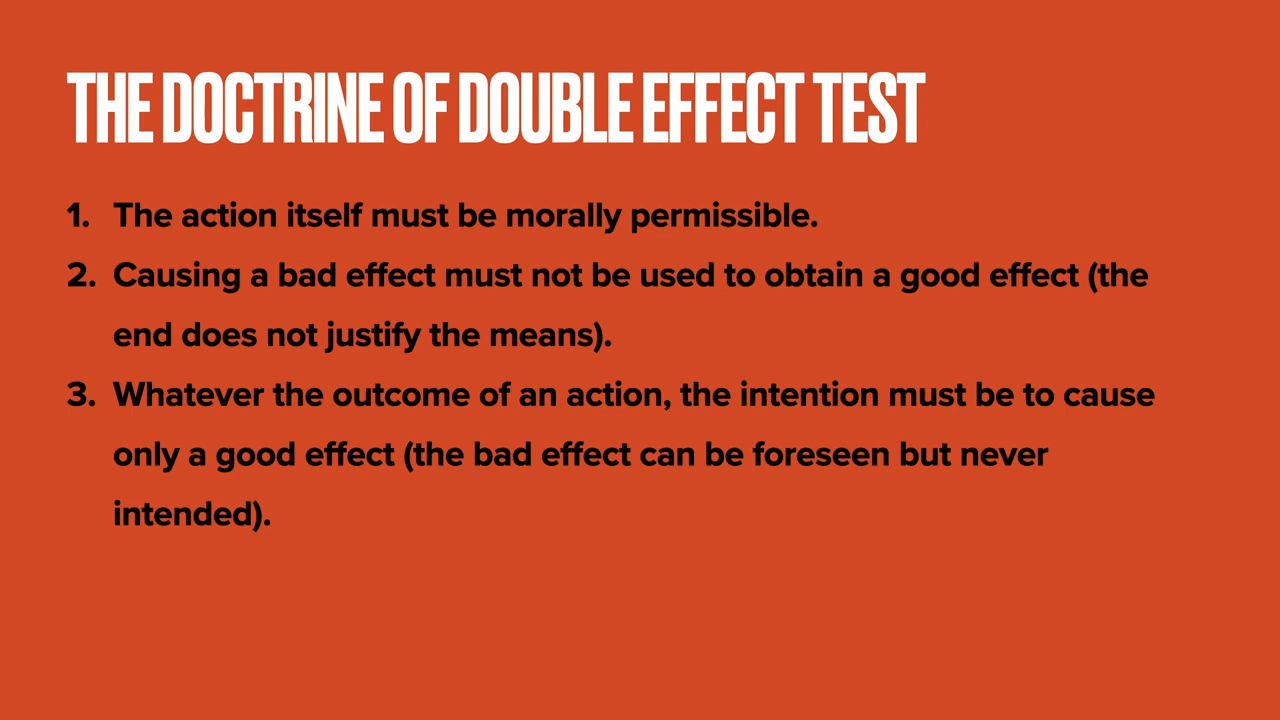 THE DOCTRINE OF DOUBLE EFFECT TEST
1. The action itself must be morally permissible.
2. Causing a bad effect must not be used to obtain a good effect (the
end does not justify the means).
3. Whatever the outcome of an action, the intention must be to cause
only a good effect (the bad effect can be foreseen but never
intended).